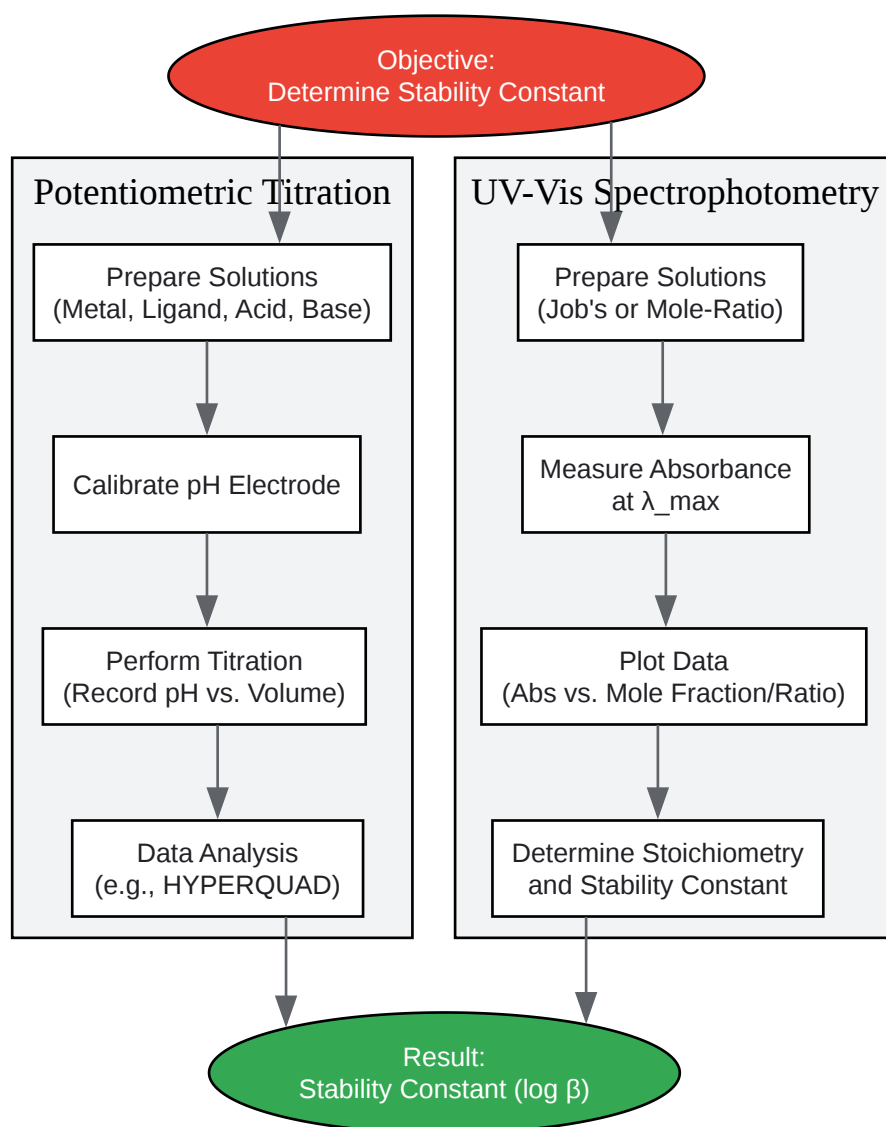 Objective:
Determine Stability Constant
Potentiometric Titration
Prepare Solutions
(Metal, Ligand, Acid, Base)
Calibrate pH Electrode
Perform Titration
(Record pH vs. Volume)
Data Analysis
(e.g., HYPERQUAD)
UV-Vis Spectrophotometry
Prepare Solutions
(Job's or Mole-Ratio)
Measure Absorbance
at λ_max
Plot Data
(Abs vs. Mole Fraction/Ratio)
Determine Stoichiometry
and Stability Constant
Result:
Stability Constant (log β)